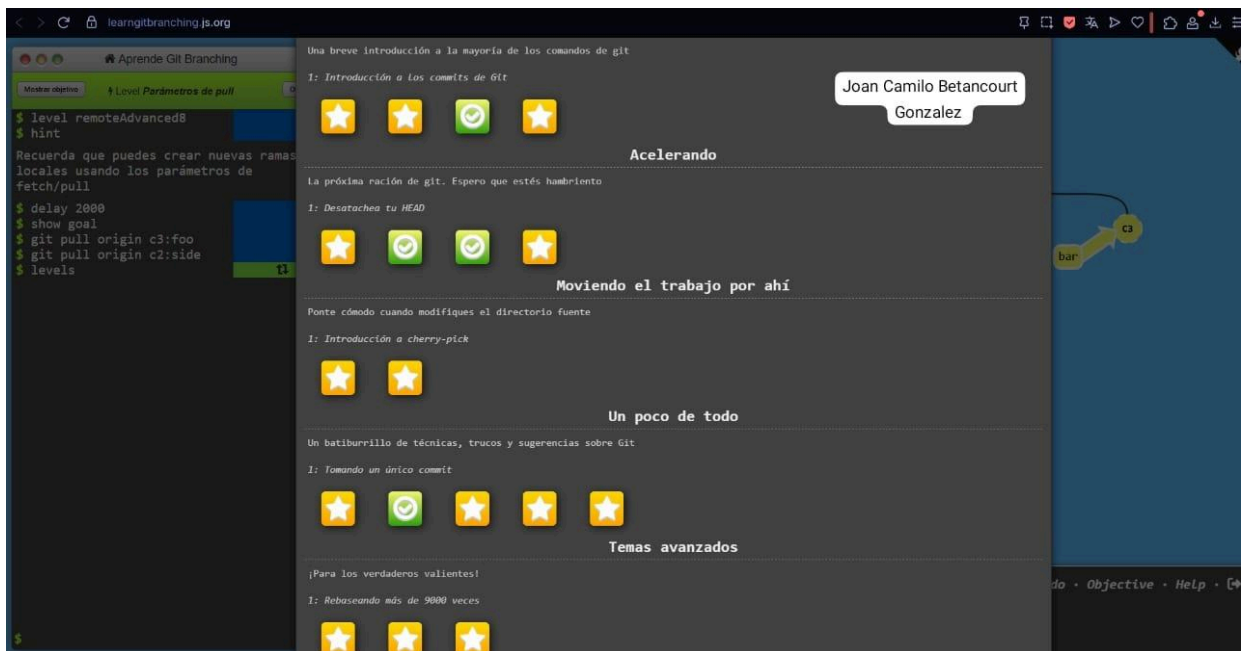 learngitbranching.js.org
Aprende Git Branching
Mostrar objetivo
Level Parámetros de pull
$ level remoteAdvanced8
$ hint
Recuerda que puedes crear nuevas ramas
locales usando los parámetros de
fetch/pull
$ delay 2000
$ show goal
$ git pull origin c3:foo
$ git pull origin c2:side
$ levels
$
Una breve introducción a la mayoría de los comandos de git
1: Introducción a los commits de Git
Joan Camilo Betancourt
Gonzalez
Acelerando
La próxima ración de git. Espero que estés hambriento
1: Desatachea tu HEAD
Moviendo el trabajo por ahí
Ponte cómodo cuando modifiques el directorio fuente
1: Introducción a cherry-pick
Un poco de todo
Un batiburrillo de técnicas, trucos y sugerencias sobre Git
1: Tomando un único commit
Temas avanzados
¡Para los verdaderos valientes!
1: Rebaseando más de 9000 veces
c3
bar
do · Objective · Help ·